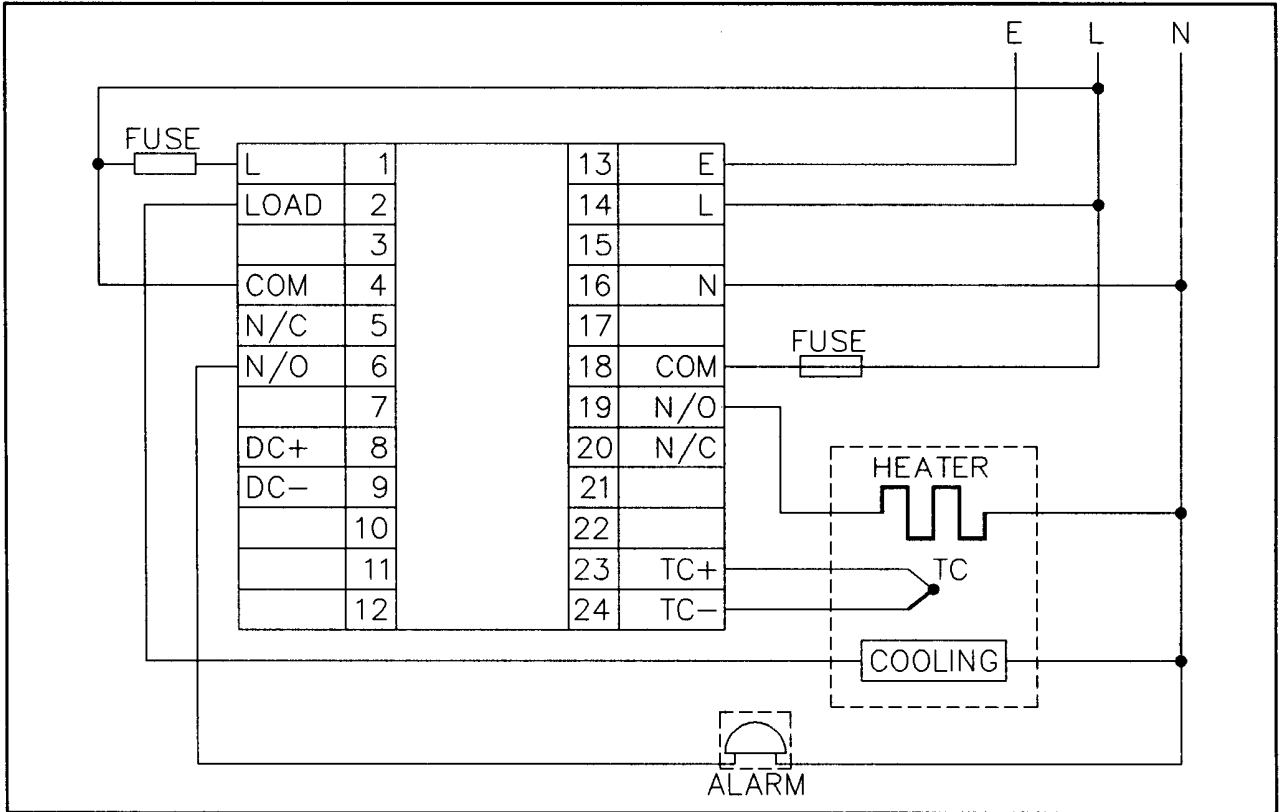 E L N
FUSE
L 1 13 E
LOAD 2 14 L
3 15
COM 4 16 N
N/C 5 17
FUSE
N/O 6 18 COM
7 19 N/O
DC+ 8 20 N/C
HEATER
DC- 9 21
10 22
11 23 TC+ TC
12 24 TC-
COOLING
ALARM